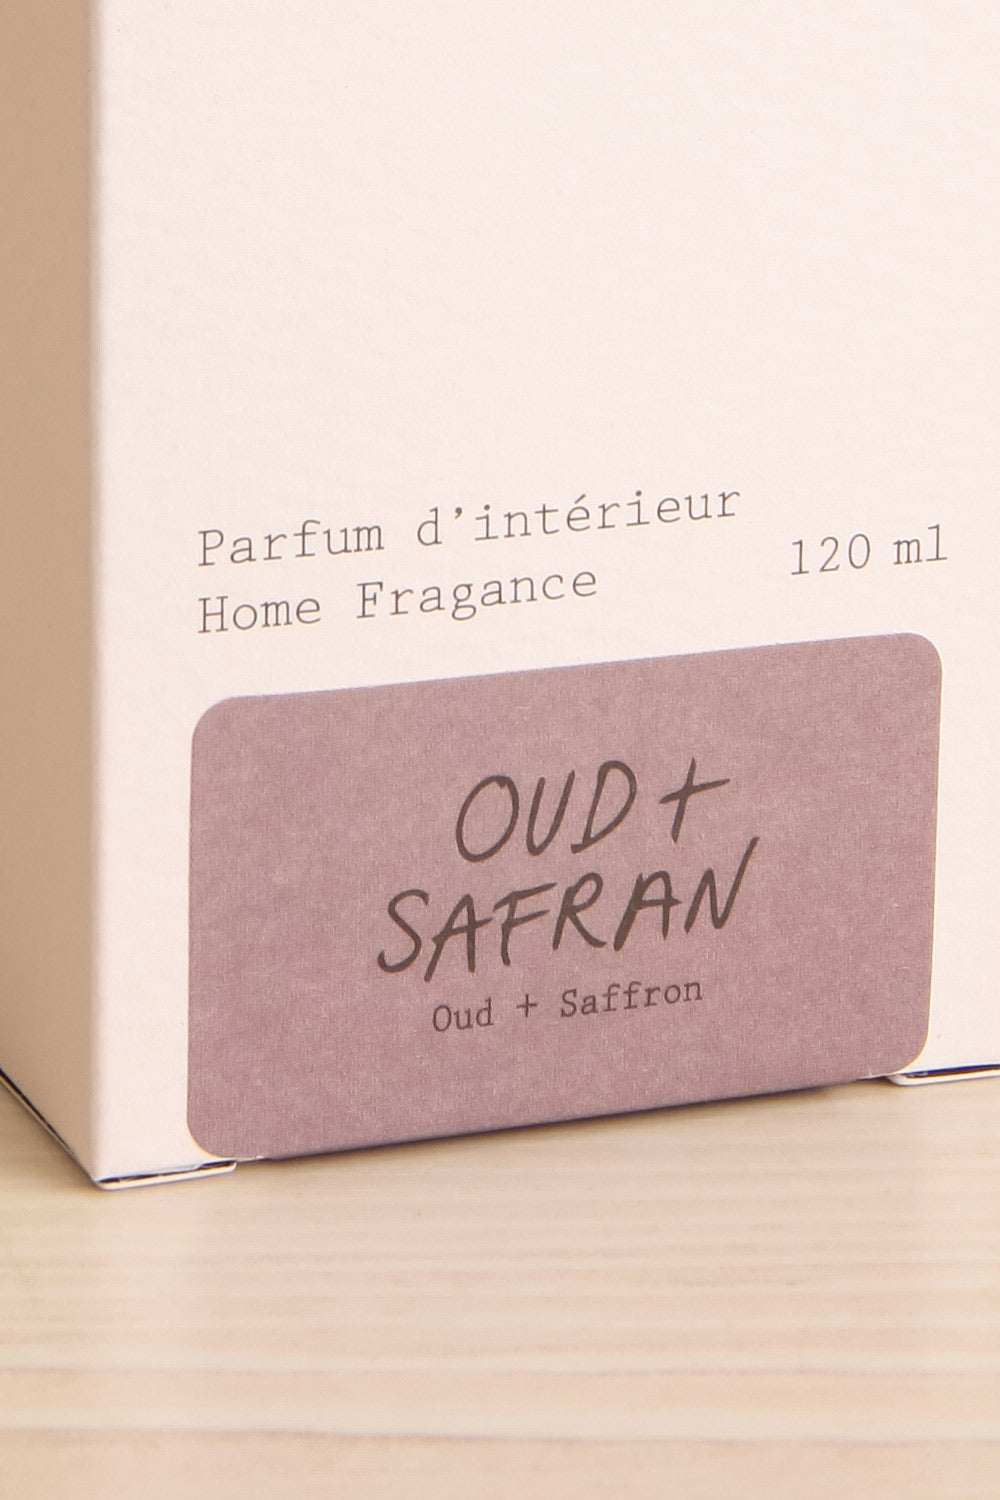 Parfum d'intérieur
Home Fragance
120 ml
OUD +
SAFRAN
Oud + Saffron